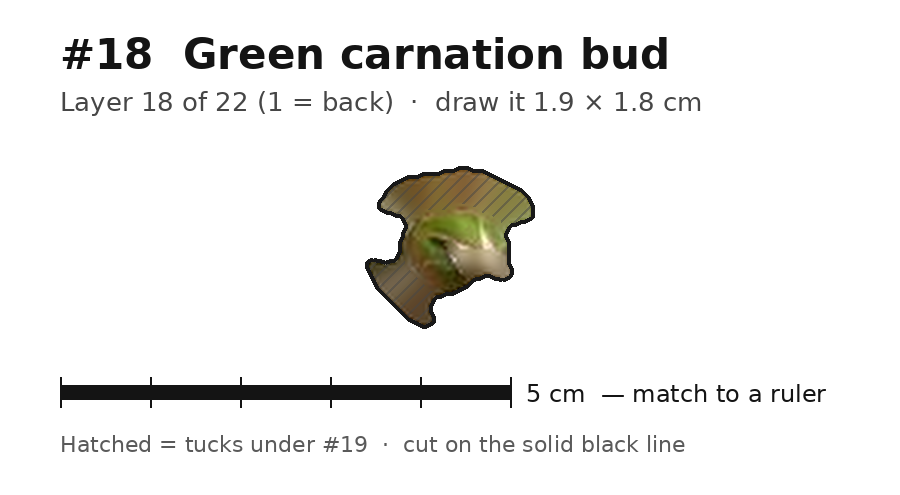 #18  Green carnation bud
Layer 18 of 22 (1 = back)  ·  draw it 1.9 × 1.8 cm
5 cm  — match to a ruler
Hatched = tucks under #19  ·  cut on the solid black line